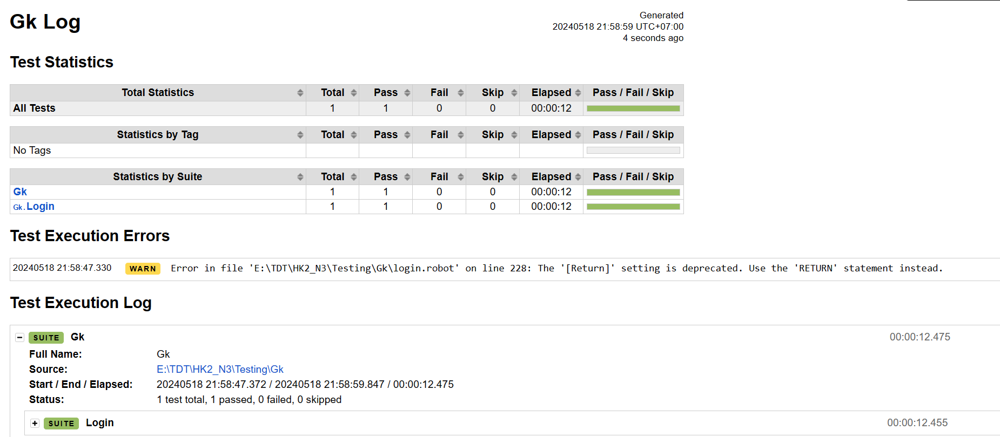 Gk Log
Generated
20240518 21:58:59 UTC+07:00
4 seconds ago
Test Statistics
Total Statistics Total Pass Fail Skip Elapsed Pass / Fail / Skip
All Tests 1 1 0 0 00:00:12
Statistics by Tag Total Pass Fail Skip Elapsed Pass / Fail / Skip
No Tags
Statistics by Suite Total Pass Fail Skip Elapsed Pass / Fail / Skip
Gk 1 1 0 0 00:00:12
Gk.Login 1 1 0 0 00:00:12
Test Execution Errors
20240518 21:58:47.330 WARN Error in file 'E:\TDT\HK2_N3\Testing\Gk\login.robot' on line 228: The '[Return]' setting is deprecated. Use the 'RETURN' statement instead.
Test Execution Log
SUITE Gk 00:00:12.475
Full Name: Gk
Source: E:\TDT\HK2_N3\Testing\Gk
Start / End / Elapsed: 20240518 21:58:47.372 / 20240518 21:58:59.847 / 00:00:12.475
Status: 1 test total, 1 passed, 0 failed, 0 skipped
SUITE Login 00:00:12.455